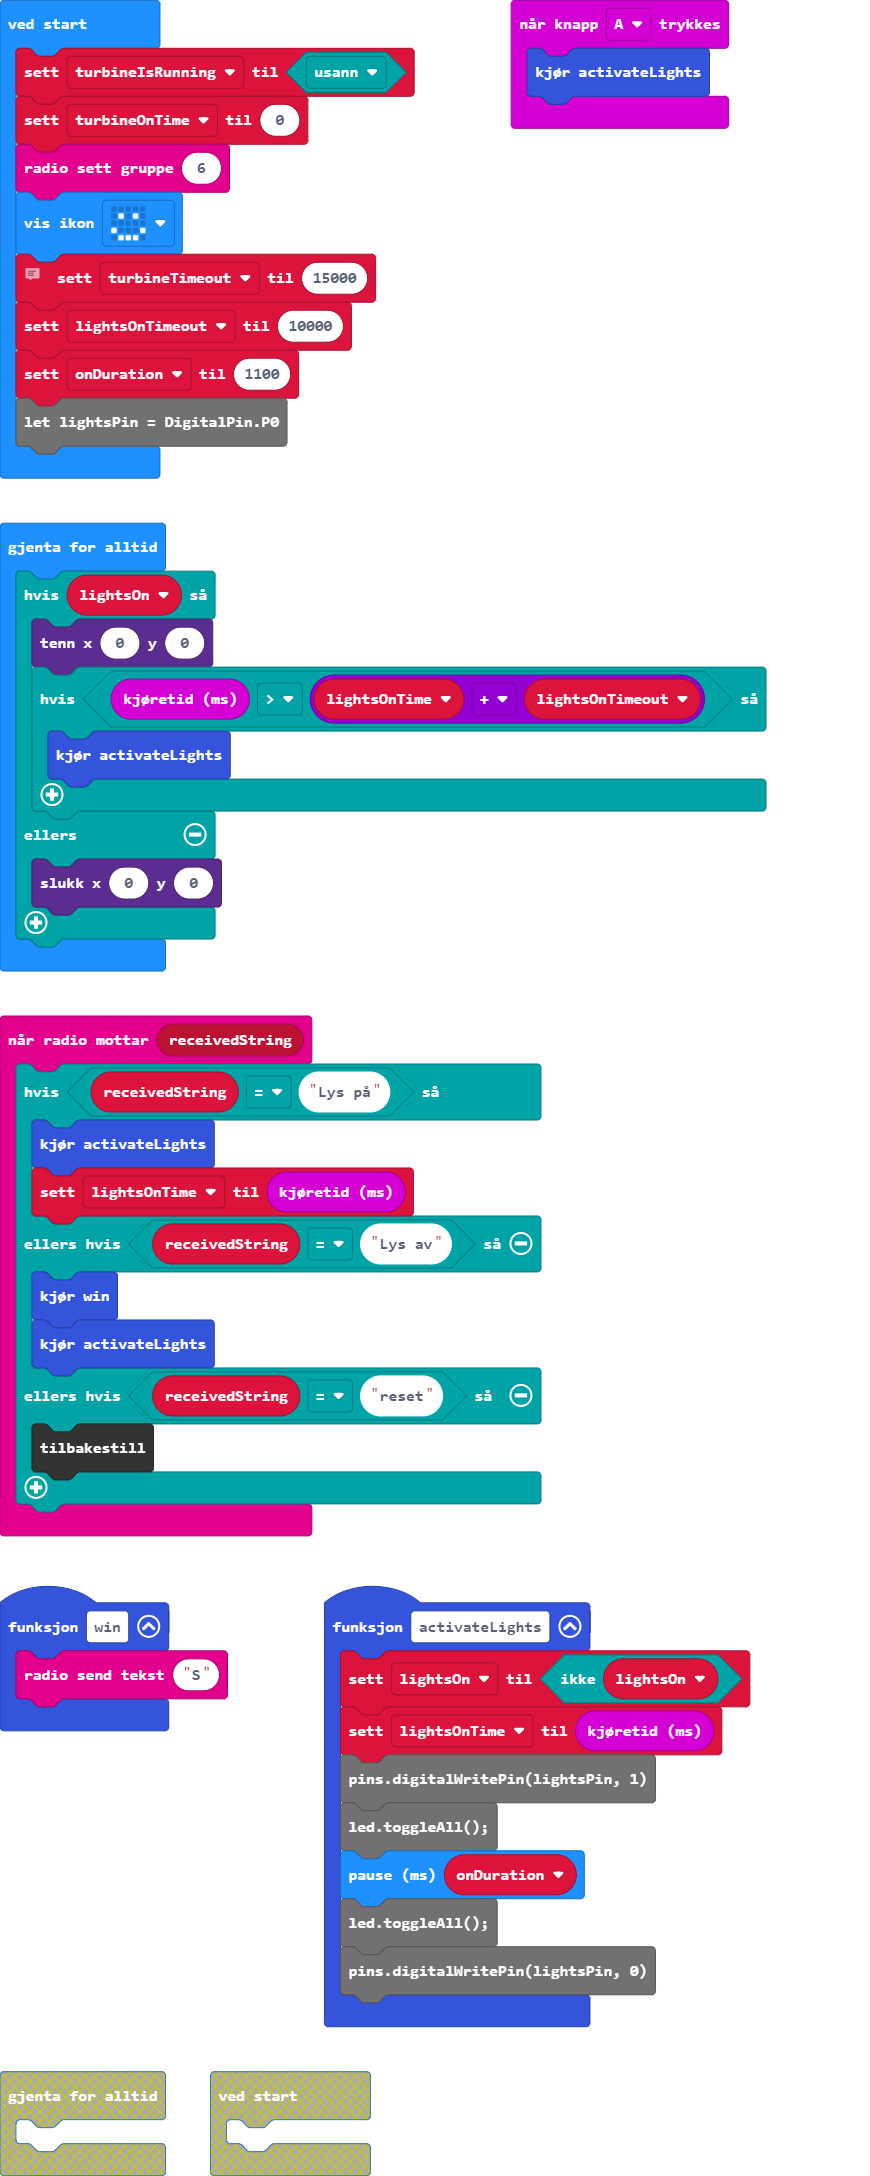 ved start
sett turbineIsRunning til usann
sett turbineOnTime til 0
radio sett gruppe 6
vis ikon
sett turbineTimeout til 15000
sett lightsOnTimeout til 10000
sett onDuration til 1100
let lightsPin = DigitalPin.P0
når knapp A trykkes
kjør activateLights
gjenta for alltid
hvis lightsOn så
tenn x 0 y 0
hvis kjøretid (ms) > lightsOnTime + lightsOnTimeout så
kjør activateLights
ellers
slukk x 0 y 0
når radio mottar receivedString
hvis receivedString = "Lys på" så
kjør activateLights
sett lightsOnTime til kjøretid (ms)
ellers hvis receivedString = "Lys av" så
kjør win
kjør activateLights
ellers hvis receivedString = "reset" så
tilbakestill
funksjon win
radio send tekst "S"
funksjon activateLights
sett lightsOn til ikke lightsOn
sett lightsOnTime til kjøretid (ms)
pins.digitalWritePin(lightsPin, 1)
led.toggleAll();
pause (ms) onDuration
led.toggleAll();
pins.digitalWritePin(lightsPin, 0)
gjenta for alltid
ved start